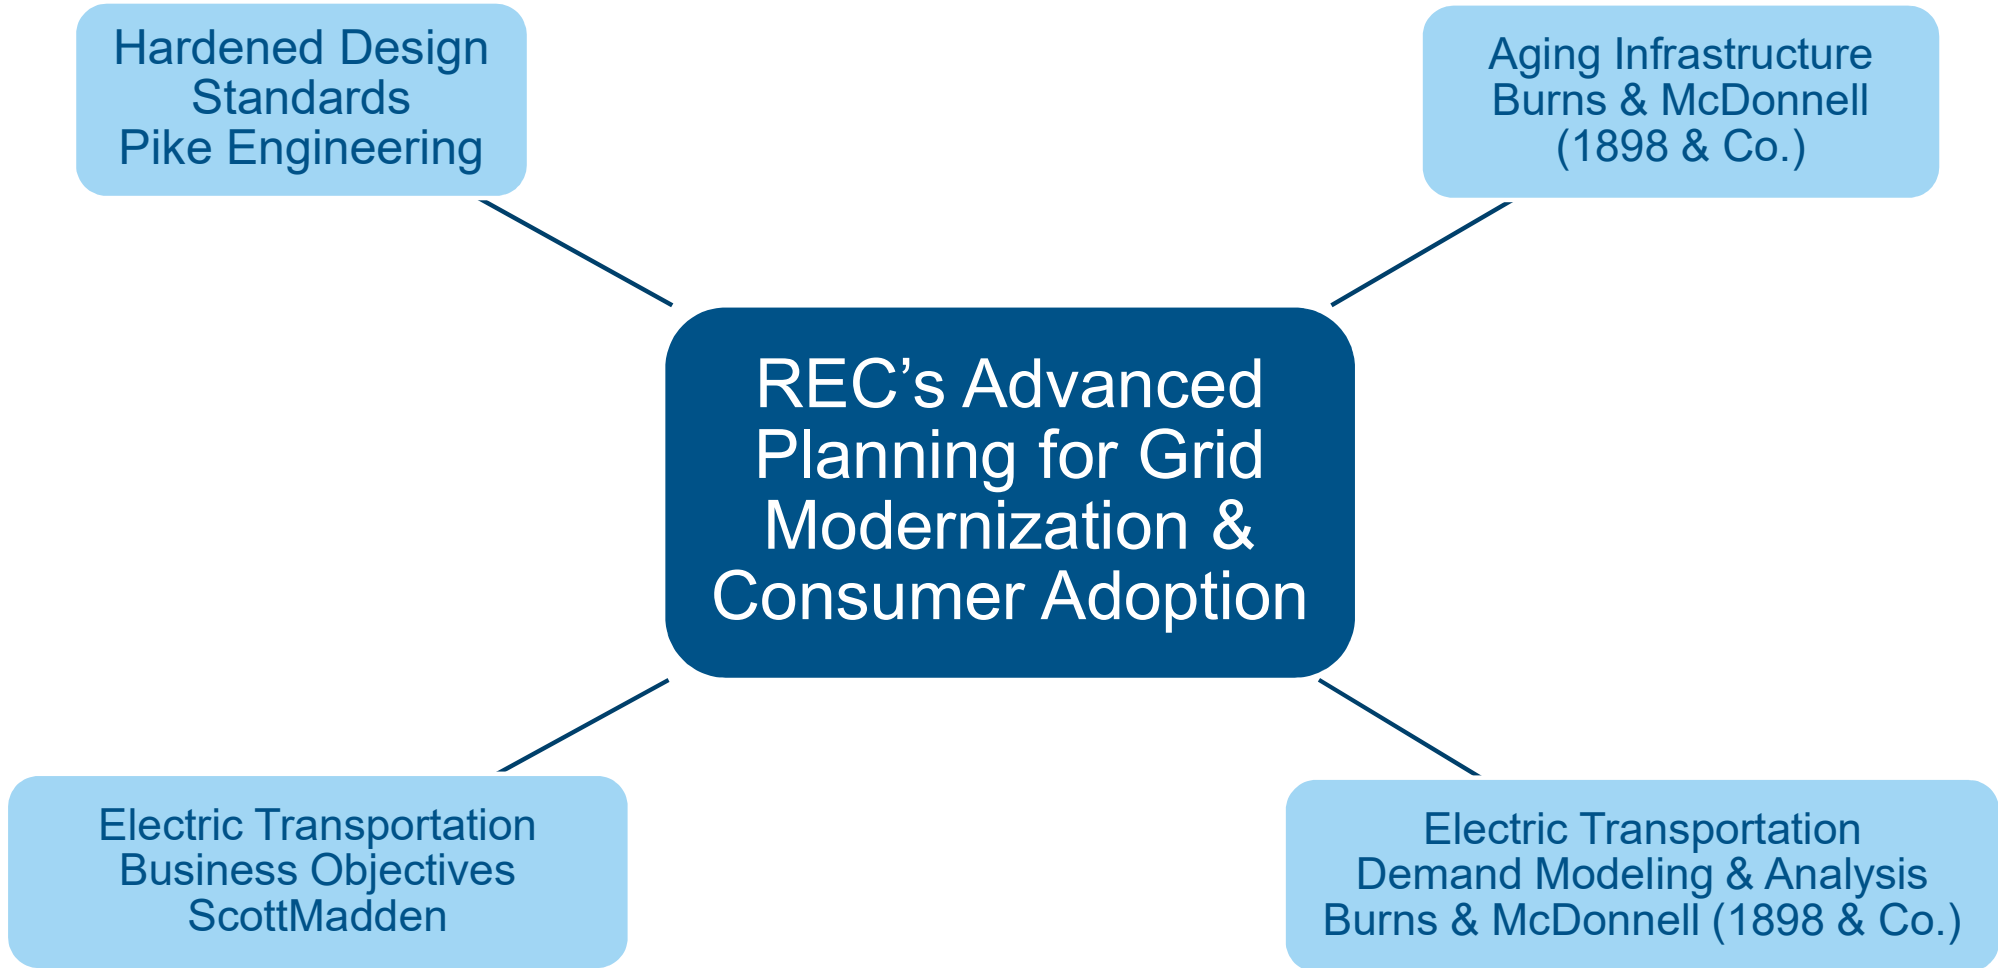 Hardened Design
Standards
Pike Engineering
Aging Infrastructure
Burns & McDonnell
(1898 & Co.)
REC’s Advanced
Planning for Grid
Modernization &
Consumer Adoption
Electric Transportation
Business Objectives
ScottMadden
Electric Transportation
Demand Modeling & Analysis
Burns & McDonnell (1898 & Co.)